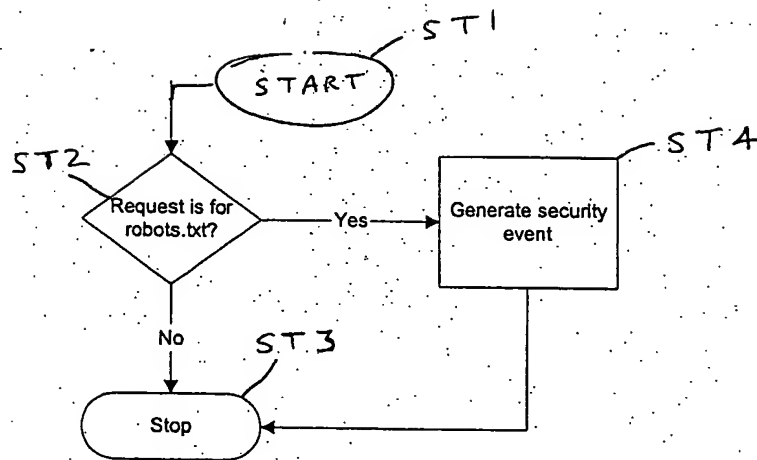 ST1
START
ST2
Request is for
robots.txt?
Yes
ST4
Generate security
event
No
ST3
Stop